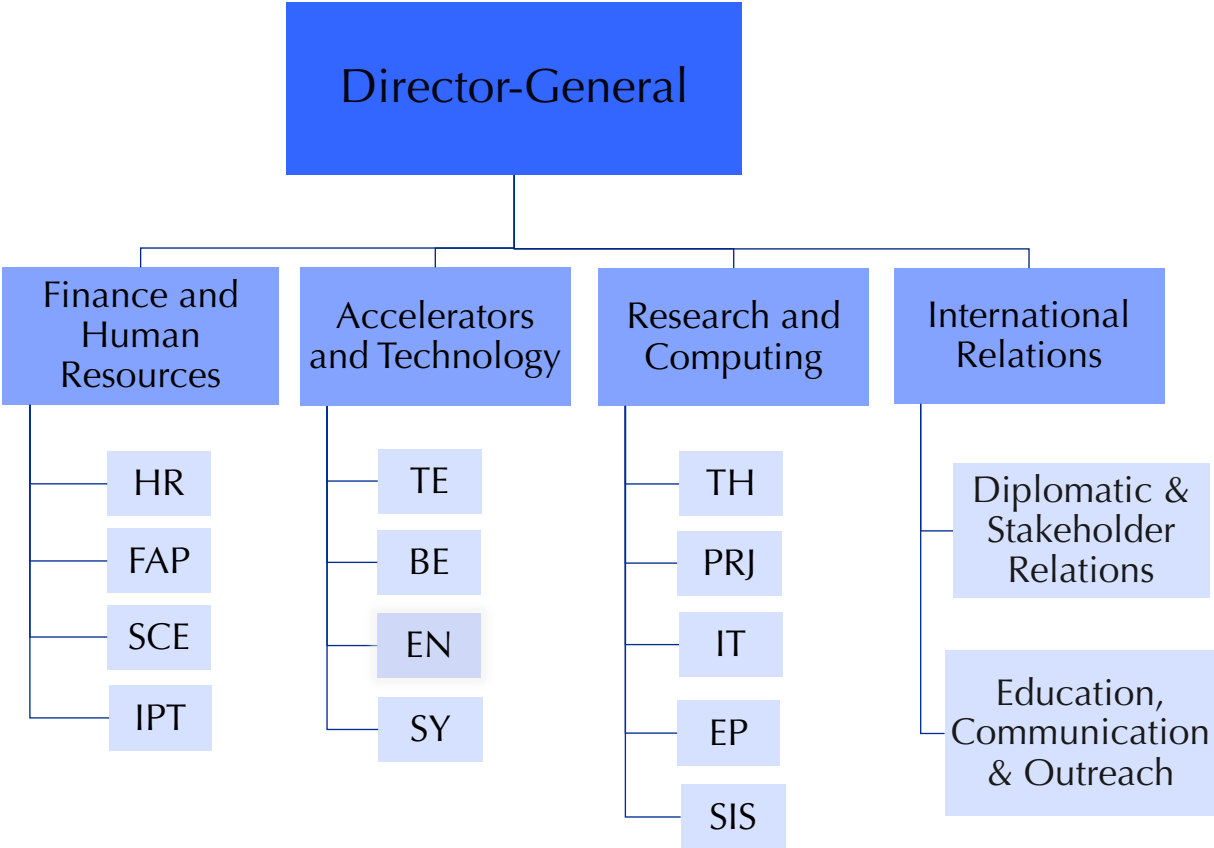 Director-General
Finance and
Human
Resources
Accelerators
and Technology
Research and
Computing
International
Relations
HR
FAP
SCE
IPT
TE
BE
EN
SY
TH
PRJ
IT
EP
SIS
Diplomatic &
Stakeholder
Relations
Education,
Communication
& Outreach